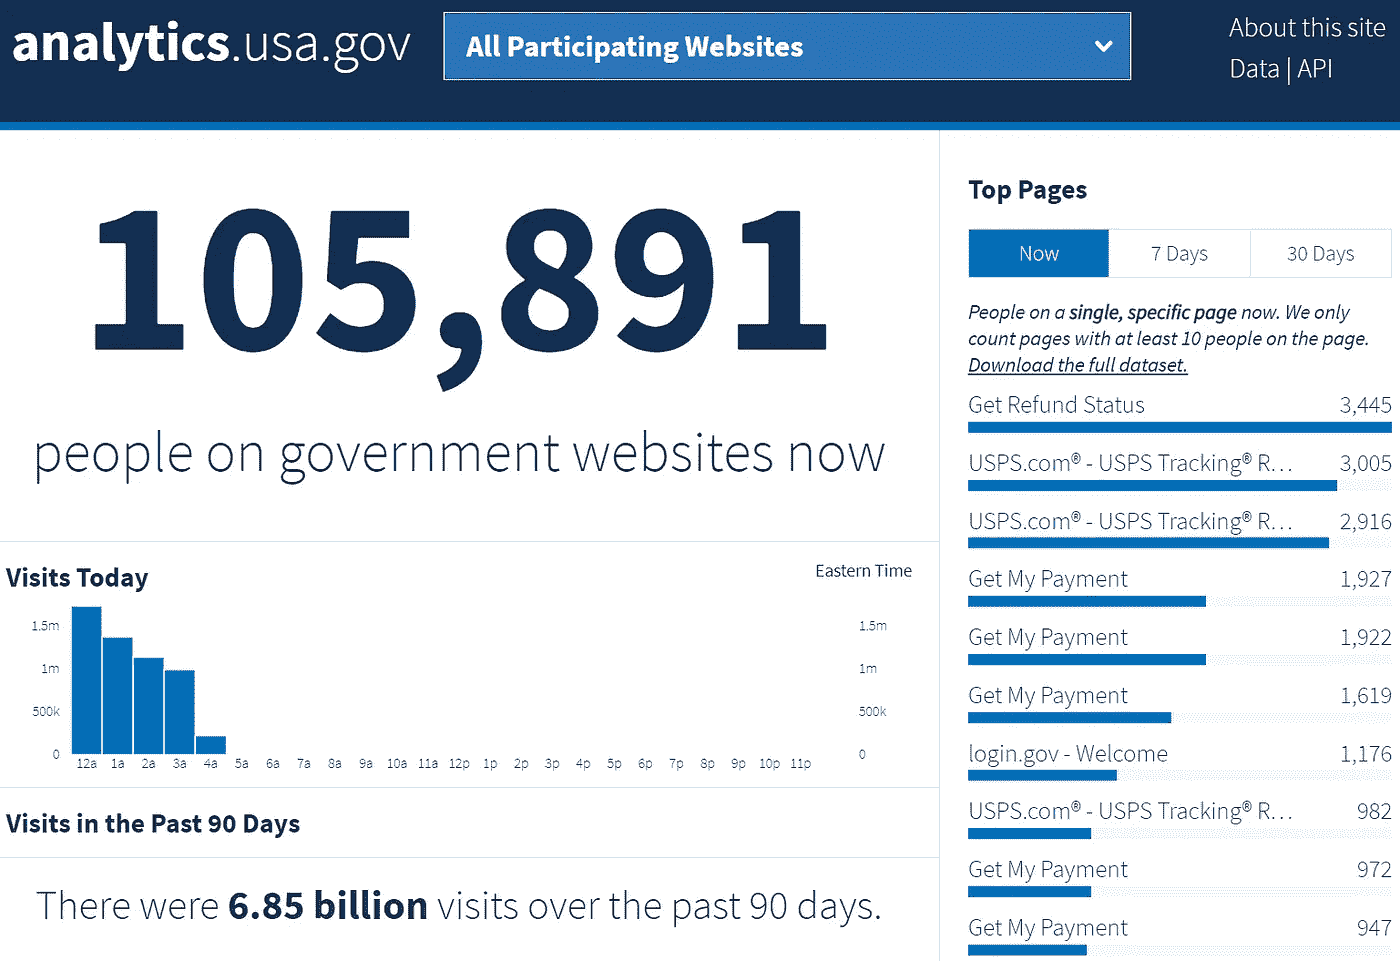 analytics.usa.gov
All Participating Websites
About this site
Data | API
105,891
people on government websites now
Visits Today
Eastern Time
1.5m
1m
500k
0
1.5m
1m
500k
0
12a 1a 2a 3a 4a 5a 6a 7a 8a 9a 10a 11a 12p 1p 2p 3p 4p 5p 6p 7p 8p 9p 10p 11p
Visits in the Past 90 Days
There were 6.85 billion visits over the past 90 days.
Top Pages
Now 7 Days 30 Days
People on a single, specific page now. We only
count pages with at least 10 people on the page.
Download the full dataset.
Get Refund Status 3,445
USPS.com® - USPS Tracking® R... 3,005
USPS.com® - USPS Tracking® R... 2,916
Get My Payment 1,927
Get My Payment 1,922
Get My Payment 1,619
login.gov - Welcome 1,176
USPS.com® - USPS Tracking® R... 982
Get My Payment 972
Get My Payment 947